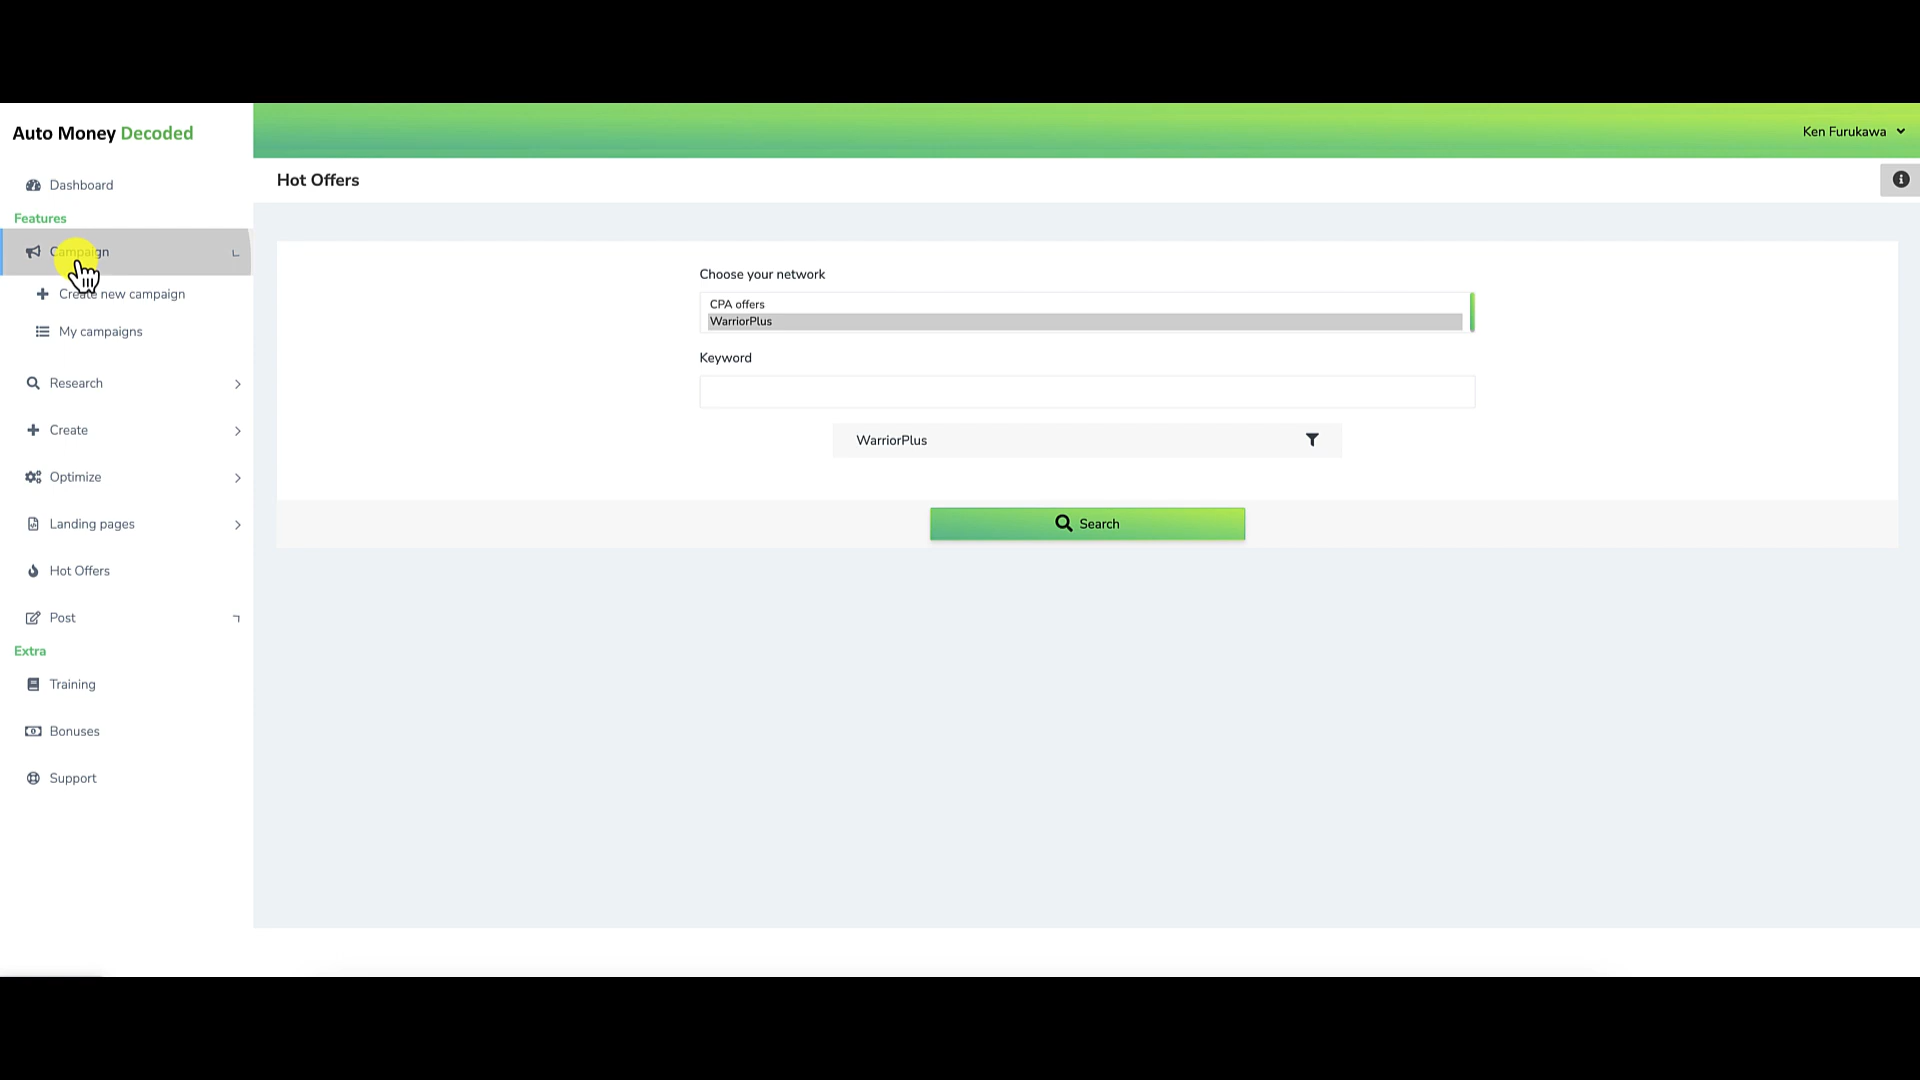 Auto Money Decoded
Ken Furukawa
Dashboard
Hot Offers
Features
Campaign
Create new campaign
My campaigns
Research
Create
Optimize
Landing pages
Hot Offers
Post
Extra
Training
Bonuses
Support
Choose your network
CPA offers
WarriorPlus
Keyword
WarriorPlus
Search